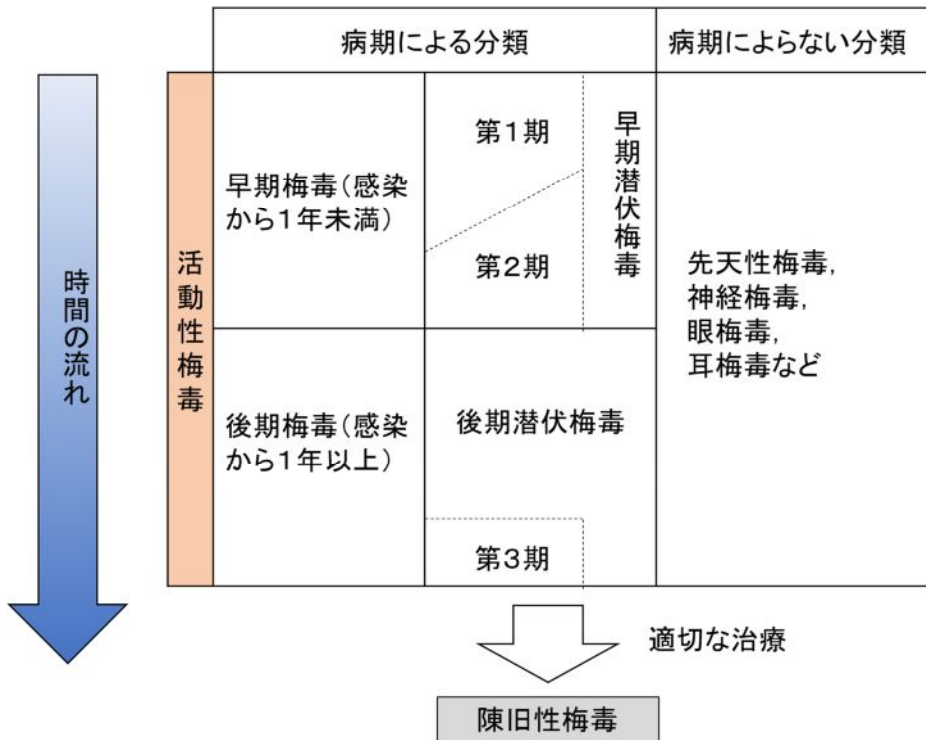 病期による分類
病期によらない分類
時間の流れ
活動性梅毒
早期梅毒（感染
から１年未満）
第１期
第２期
早期潜伏梅毒
後期梅毒（感染
から１年以上）
後期潜伏梅毒
第３期
先天性梅毒，
神経梅毒，
眼梅毒，
耳梅毒など
適切な治療
陳旧性梅毒